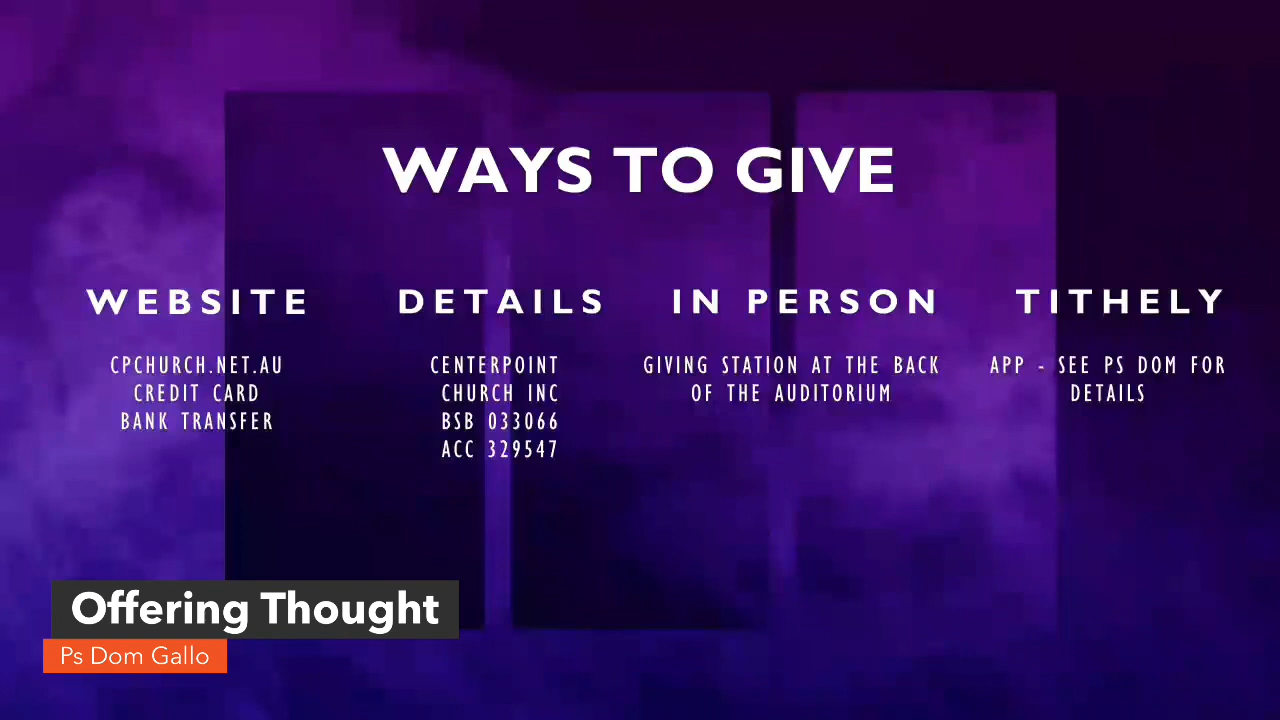 WAYS TO GIVE
WEBSITE
CPCHURCH.NET.AU
CREDIT CARD
BANK TRANSFER
DETAILS
CENTERPOINT
CHURCH INC
BSB 033066
ACC 329547
IN PERSON
GIVING STATION AT THE BACK
OF THE AUDITORIUM
TITHELY
APP - SEE PS DOM FOR
DETAILS
Offering Thought
Ps Dom Gallo